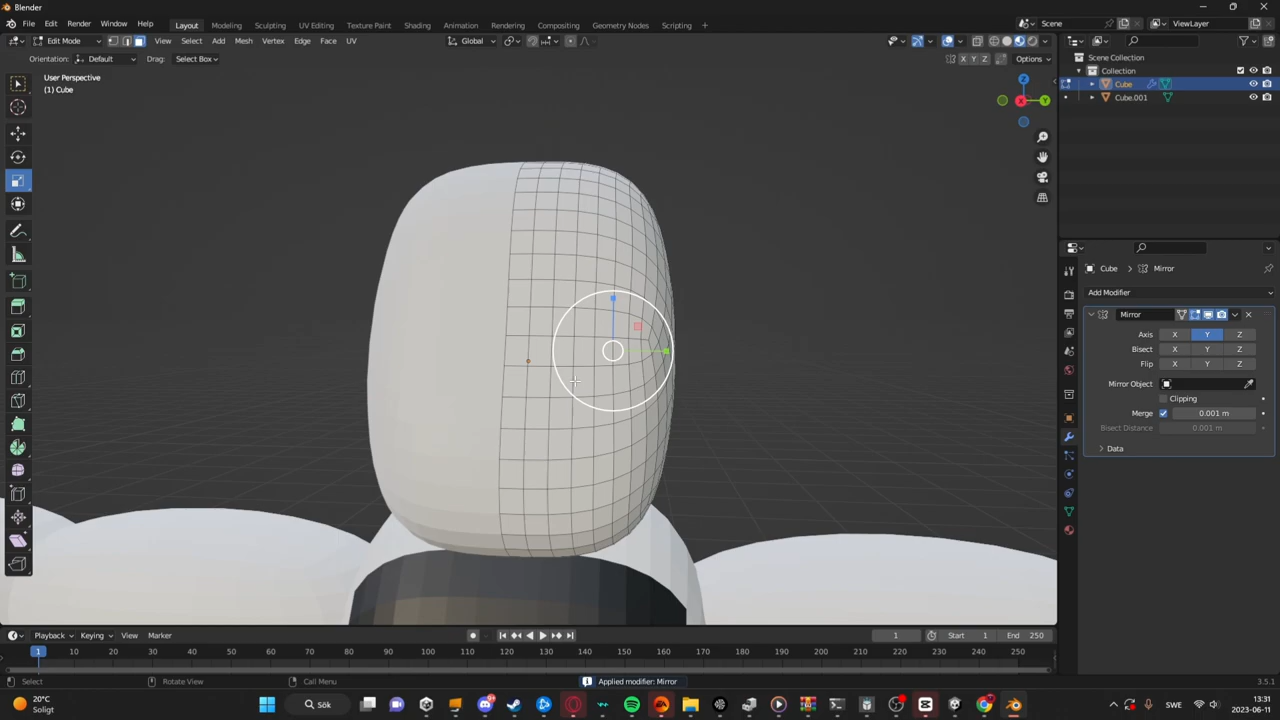 Blender
File Edit Render Window Help Layout Modeling Sculpting UV Editing Texture Paint Shading Animation Rendering Compositing Geometry Nodes Scripting + Scene ViewLayer
Edit Mode View Select Add Mesh Vertex Edge Face UV Global
Orientation: Default Drag: Select Box X Y Z Options
User Perspective
(1) Cube
Z
X Y
Scene Collection
Collection
Cube
Cube.001
Cube > Mirror
Add Modifier
Mirror
Axis X Y Z
Bisect X Y Z
Flip X Y Z
Mirror Object
Clipping
Merge 0.001 m
Bisect Distance 0.001 m
Data
Playback Keying View Marker 1 Start 1 End 250
1 10 20 30 40 50 60 70 80 90 100 110 120 130 140 150 160 170 180 190 200 210 220 230 240 250
Select Rotate View Call Menu Applied modifier: Mirror 3.5.1
20°C
Soligt
Sök
SWE
13:31
2023-06-11